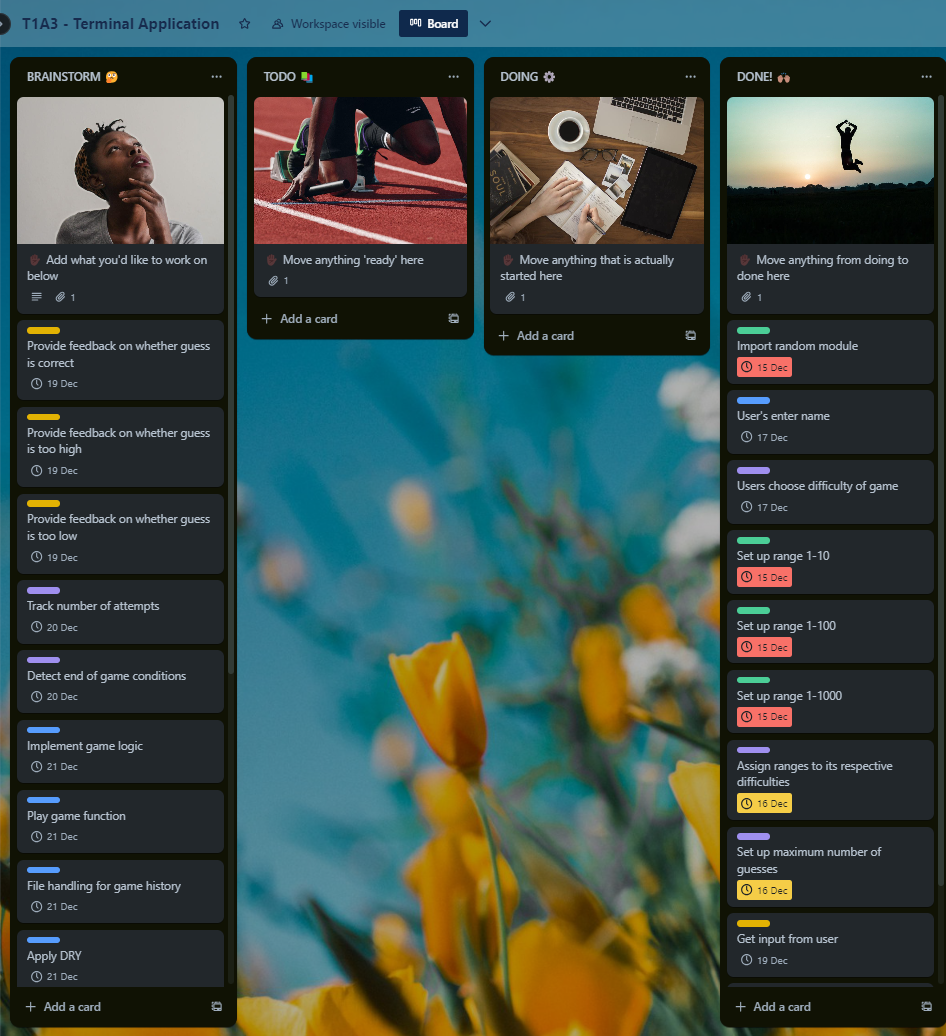 T1A3 - Terminal Application
Workspace visible
Board
BRAINSTORM 🤔
Add what you'd like to work on
below
1
Provide feedback on whether guess
is correct
19 Dec
Provide feedback on whether guess
is too high
19 Dec
Provide feedback on whether guess
is too low
19 Dec
Track number of attempts
20 Dec
Detect end of game conditions
20 Dec
Implement game logic
21 Dec
Play game function
21 Dec
File handling for game history
21 Dec
Apply DRY
21 Dec
+ Add a card
TODO 📚
Move anything 'ready' here
1
+ Add a card
DOING ⚙️
SOUL
Move anything that is actually
started here
1
+ Add a card
DONE! 🙌🏽
Move anything from doing to
done here
1
Import random module
15 Dec
User's enter name
17 Dec
Users choose difficulty of game
17 Dec
Set up range 1-10
15 Dec
Set up range 1-100
15 Dec
Set up range 1-1000
15 Dec
Assign ranges to its respective
difficulties
16 Dec
Set up maximum number of
guesses
16 Dec
Get input from user
19 Dec
+ Add a card